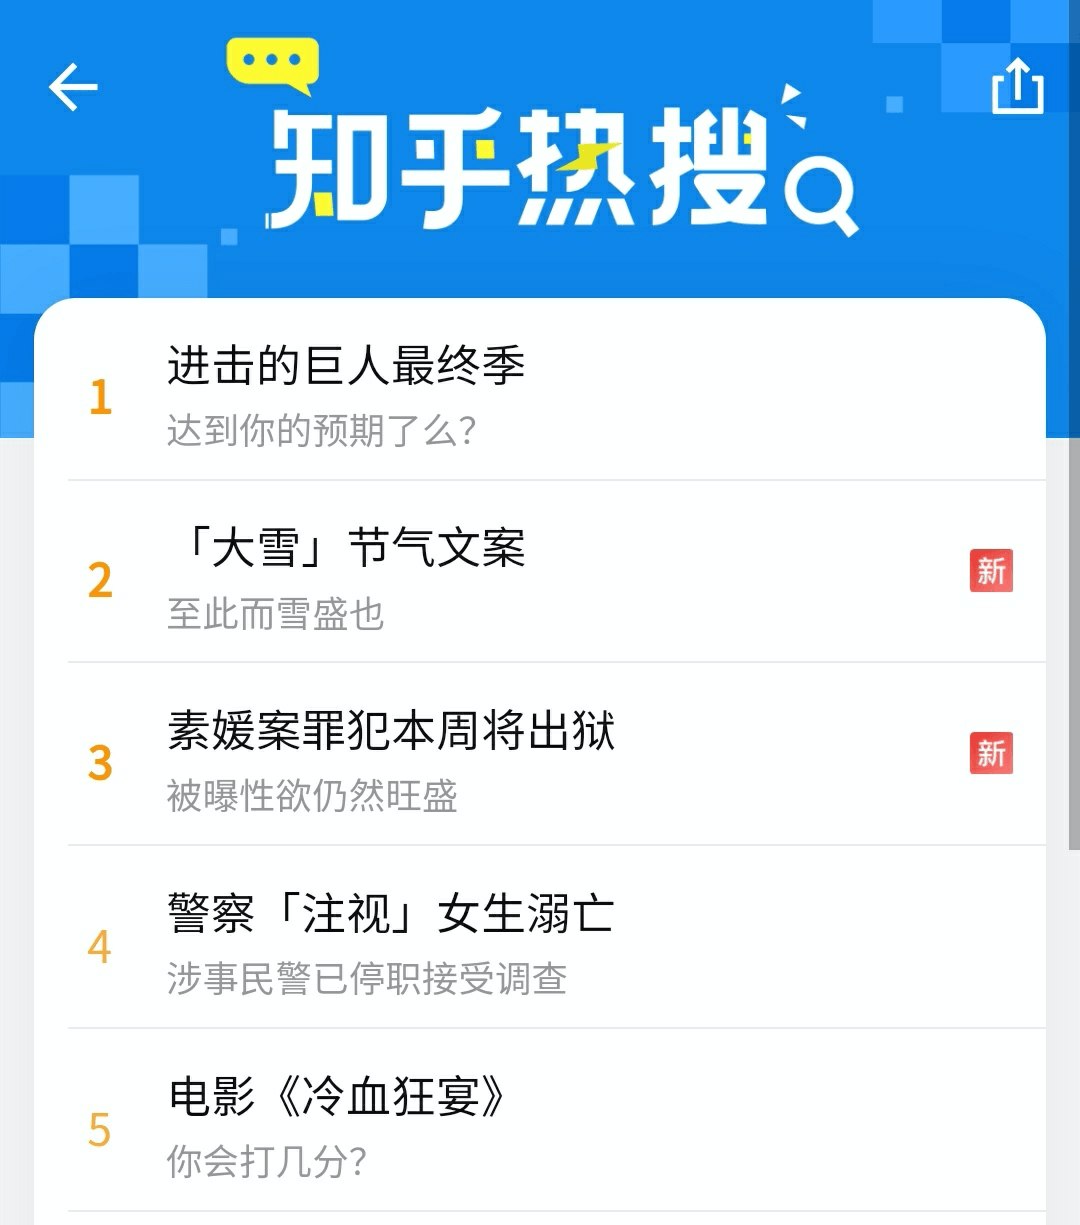 知乎热搜
1
进击的巨人最终季
达到你的预期了么？
2
「大雪」节气文案
至此而雪盛也
新
3
素媛案罪犯本周将出狱
被曝性欲仍然旺盛
新
4
警察「注视」女生溺亡
涉事民警已停职接受调查
5
电影《冷血狂宴》
你会打几分？